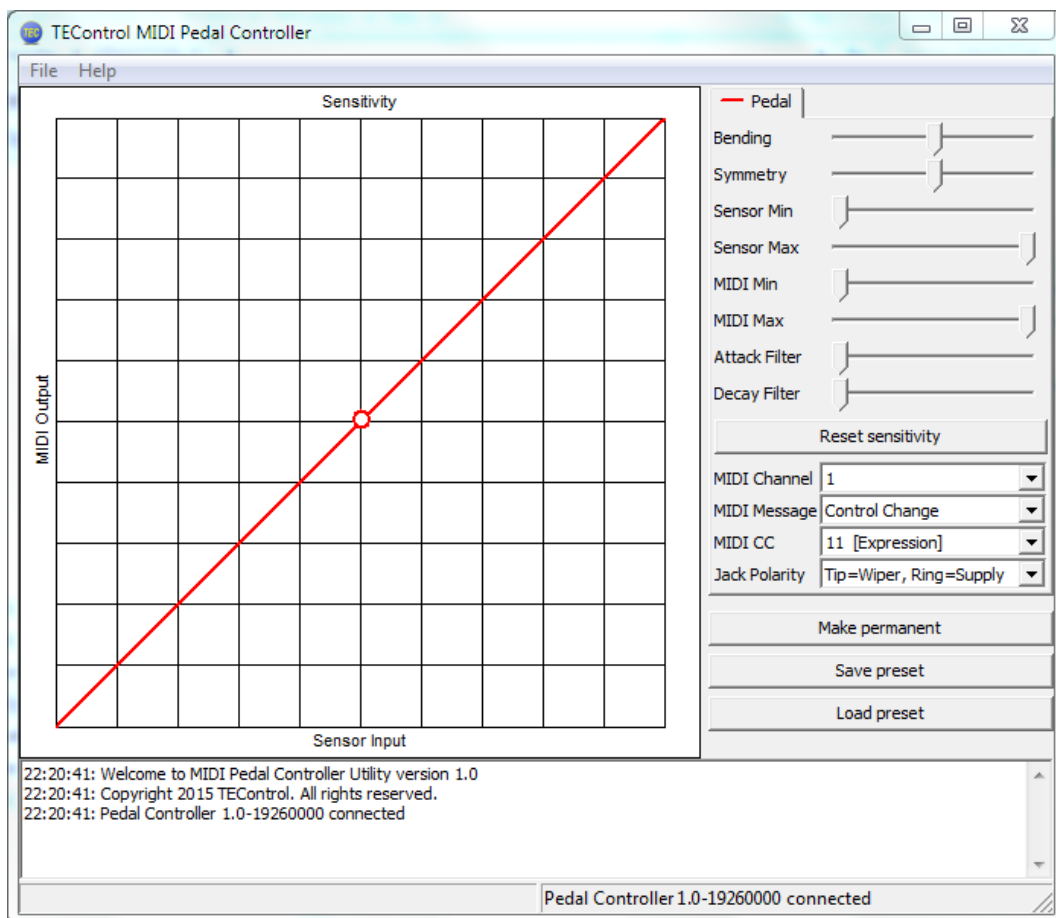 TEC TEControl MIDI Pedal Controller
File Help
Sensitivity
MIDI Output
Sensor Input
Pedal
Bending
Symmetry
Sensor Min
Sensor Max
MIDI Min
MIDI Max
Attack Filter
Decay Filter
Reset sensitivity
MIDI Channel 1
MIDI Message Control Change
MIDI CC 11 [Expression]
Jack Polarity Tip=Wiper, Ring=Supply
Make permanent
Save preset
Load preset
22:20:41: Welcome to MIDI Pedal Controller Utility version 1.0
22:20:41: Copyright 2015 TEControl. All rights reserved.
22:20:41: Pedal Controller 1.0-19260000 connected
Pedal Controller 1.0-19260000 connected